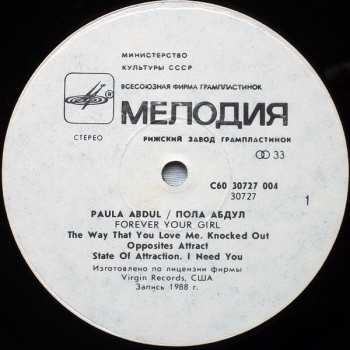 МИНИСТЕРСТВО
КУЛЬТУРЫ СССР
ВСЕСОЮЗНАЯ ФИРМА ГРАМПЛАСТИНОК
МЕЛОДИЯ
СТЕРЕО
РИЖСКИЙ ЗАВОД ГРАМПЛАСТИНОК
33
С60 30727 004
30727
1
PAULA ABDUL / ПОЛА АБДУЛ
FOREVER YOUR GIRL
The Way That You Love Me. Knocked Out
Opposites Attract
State Of Attraction. I Need You
Изготовлено по лицензии фирмы
Virgin Records, США
Запись 1988 г.